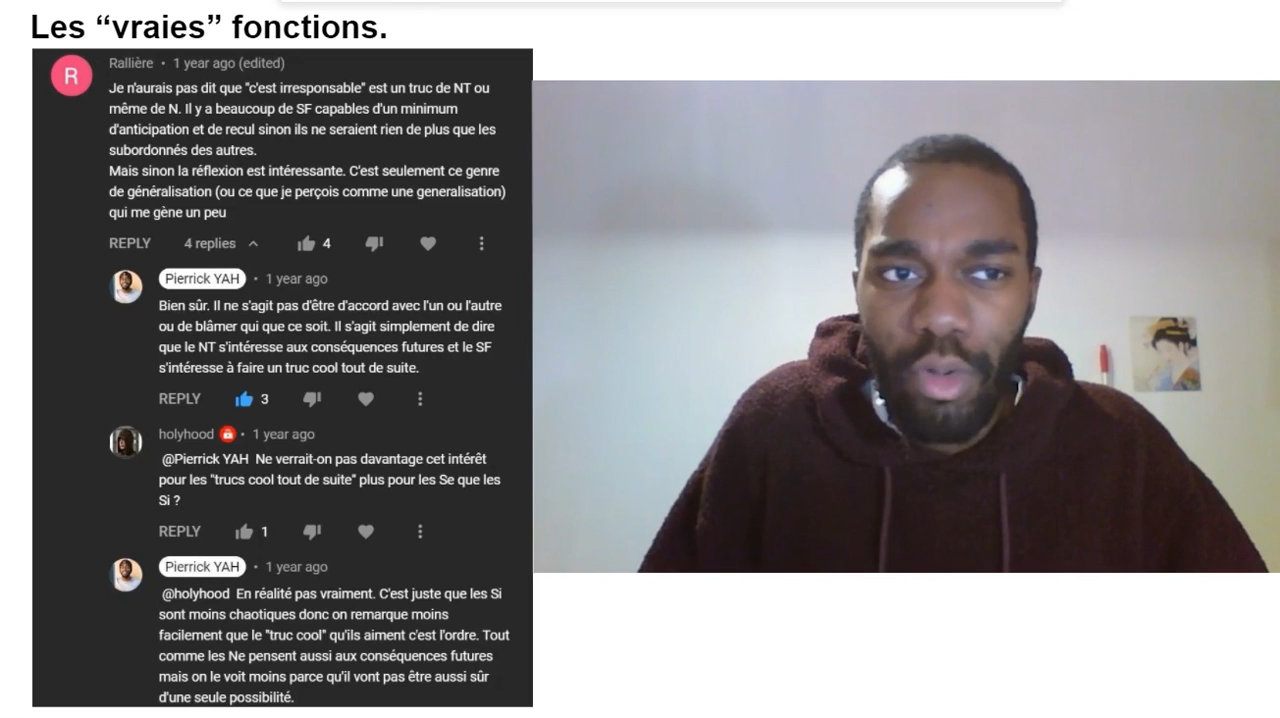 Les “vraies” fonctions.
R
Rallière • 1 year ago (edited)
Je n'aurais pas dit que "c'est irresponsable" est un truc de NT ou
même de N. Il y a beaucoup de SF capables d'un minimum
d'anticipation et de recul sinon ils ne seraient rien de plus que les
subordonnés des autres.
Mais sinon la réflexion est intéressante. C'est seulement ce genre
de généralisation (ou ce que je perçois comme une generalisation)
qui me gène un peu
REPLY 4 replies 4
Pierrick YAH • 1 year ago
Bien sûr. Il ne s'agit pas d'être d'accord avec l'un ou l'autre
ou de blâmer qui que ce soit. Il s'agit simplement de dire
que le NT s'intéresse aux conséquences futures et le SF
s'intéresse à faire un truc cool tout de suite.
REPLY 3
holyhood • 1 year ago
@Pierrick YAH Ne verrait-on pas davantage cet intérêt
pour les "trucs cool tout de suite" plus pour les Se que les
Si ?
REPLY 1
Pierrick YAH • 1 year ago
@holyhood En réalité pas vraiment. C'est juste que les Si
sont moins chaotiques donc on remarque moins
facilement que le "truc cool" qu'ils aiment c'est l'ordre. Tout
comme les Ne pensent aussi aux conséquences futures
mais on le voit moins parce qu'il vont pas être aussi sûr
d'une seule possibilité.